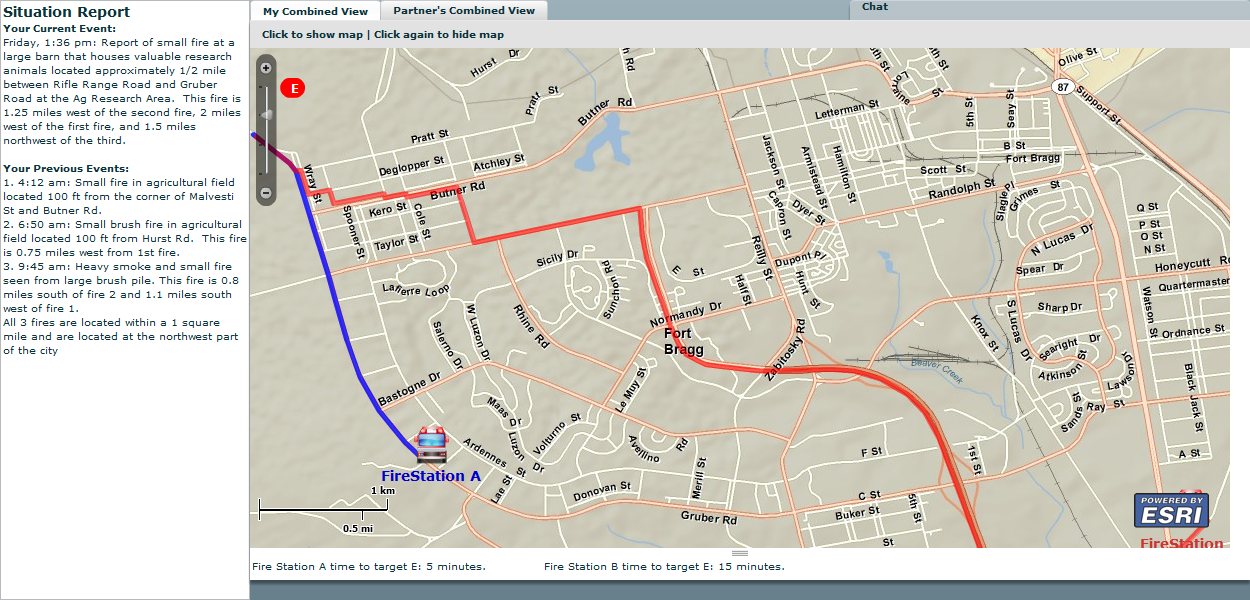 Situation Report
Your Current Event:
Friday, 1:36 pm: Report of small fire at a
large barn that houses valuable research
animals located approximately 1/2 mile
between Rifle Range Road and Gruber
Road at the Ag Research Area.  This fire is
1.25 miles west of the second fire, 2 miles
west of the first fire, and 1.5 miles
northwest of the third.
Your Previous Events:
1. 4:12 am: Small fire in agricultural field
located 100 ft from the corner of Malvesti
St and Butner Rd.
2. 6:50 am: Small brush fire in agricultural
field located 100 ft from Hurst Rd.  This fire
is 0.75 miles west from 1st fire.
3. 9:45 am: Heavy smoke and small fire
seen from large brush pile. This fire is 0.8
miles south of fire 2 and 1.1 miles south
west of fire 1.
All 3 fires are located within a 1 square
mile and are located at the northwest part
of the city
My Combined View
Partner's Combined View
Chat
Click to show map | Click again to hide map
E
Hurst Dr
Rd
Pratt St
Butner Rd
Pratt St
Deglopper St
Atchley St
Wray St
Butner Rd
Kero St
Cole St
Spooner St
Taylor St
Lafferre Loop
Sicily Dr
Sunchon Rd
E St
Normandy Dr
Fort
Bragg
W Luzon Dr
Salerno Dr
Rhine Rd
Bastogne Dr
Maas Dr
Luzon Dr
Volturno St
Le Muy St
Avellino
Rd
Ardennes St
Lae St
Donovan St
Merill St
Gruber Rd
FireStation A
1 km
0.5 mi
Letterman St
St
Olive St
87
Support St
5th St
Seay St
B St
Fort Bragg
Scott St
Randolph St
Jackson St
Armistead St
Hamilton St
Capron St
Dyer St
Reilly St
Dupont Pl
Half St
Hunt St
Zabitosky Rd
Slagle Pl
Grimes St
N Lucas Dr
Spear Dr
S Lucas Dr
Sharp Dr
Knox St
Searight Dr
Atkinson St
Knox
Laws
Sands St
Ray St
Beaver Creek
Q St
P St
O St
N St
Honeycutt
Quartermaster
Watson St
Ordnance St
Black Jack St
A St
F St
1st St
C St
Buker St
5th St
St
POWERED BY
ESRI
FireStation
Fire Station A time to target E: 5 minutes.
Fire Station B time to target E: 15 minutes.